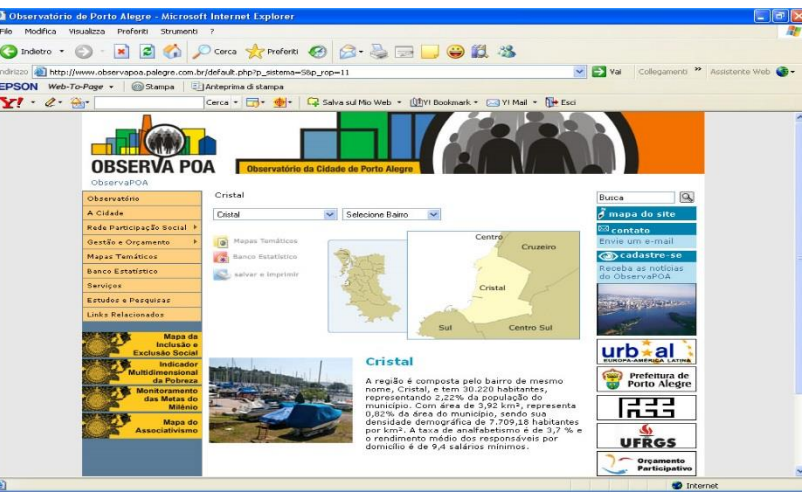 Observatório de Porto Alegre - Microsoft Internet Explorer
File Modifica Visualizza Preferiti Strumenti ?
Indietro Cerca Preferiti
ndirizzo http://www.observapoa.palegre.com.br/default.php?p_sistema=S&p_rop=11 Vai Collegamenti » Assistente Web
EPSON Web-To-Page Stampa Anteprima di stampa
Y! Cerca Salva sul Mio Web Y! Bookmark Y! Mail Esci
OBSERVA POA
Observatório da Cidade de Porto Alegre
ObservaPOA
Observatório
A Cidade
Rede Participação Social
Gestão e Orçamento
Mapas Temáticos
Banco Estatístico
Serviços
Estudos e Pesquisas
Links Relacionados
Mapa da
Inclusão e
Exclusão Social
Indicador
Multidimensional
da Pobreza
Monitoramento
das Metas do
Milênio
Mapa do
Associativismo
Cristal
Cristal Selecione Bairro
Mapas Temáticos
Banco Estatístico
salvar e imprimir
Centro
Cruzeiro
Cristal
Sul
Centro Sul
Cristal
A região é composta pelo bairro de mesmo
nome, Cristal, e tem 30.220 habitantes,
representando 2,22% da população do
município. Com área de 3,92 km², representa
0,82% da área do município, sendo sua
densidade demográfica de 7.709,18 habitantes
por km². A taxa de analfabetismo é de 3,7 % e
o rendimento médio dos responsáveis por
domicílio é de 9,4 salários mínimos.
Busca
mapa do site
contato
Envie um e-mail
cadastre-se
Receba as notícias
do ObservaPOA
urb al
EUROPA-AMÉRICA LATINA
Prefeitura de
Porto Alegre
FEE
UFRGS
Orçamento
Participativo
Internet